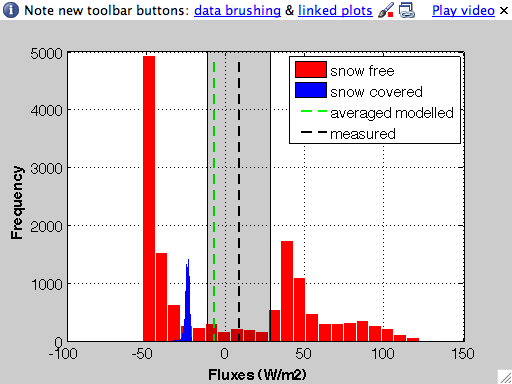 Note new toolbar buttons: data brushing & linked plots Play video
5000
4000
3000
2000
1000
0
Frequency
snow free
snow covered
averaged modelled
measured
-100 -50 0 50 100 150
Fluxes (W/m2)